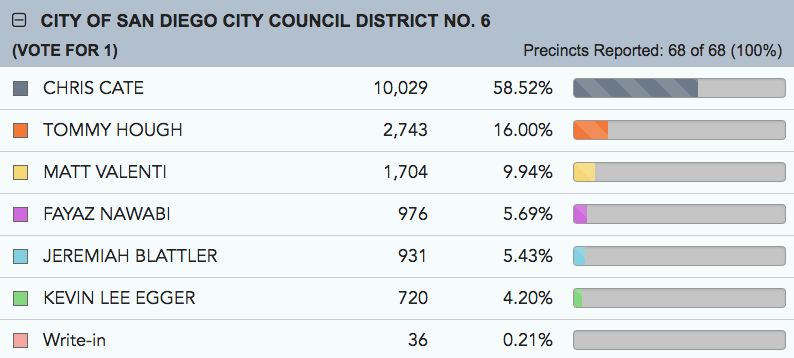 CITY OF SAN DIEGO CITY COUNCIL DISTRICT NO. 6
(VOTE FOR 1) Precincts Reported: 68 of 68 (100%)
CHRIS CATE 10,029 58.52%
TOMMY HOUGH 2,743 16.00%
MATT VALENTI 1,704 9.94%
FAYAZ NAWABI 976 5.69%
JEREMIAH BLATTLER 931 5.43%
KEVIN LEE EGGER 720 4.20%
Write-in 36 0.21%